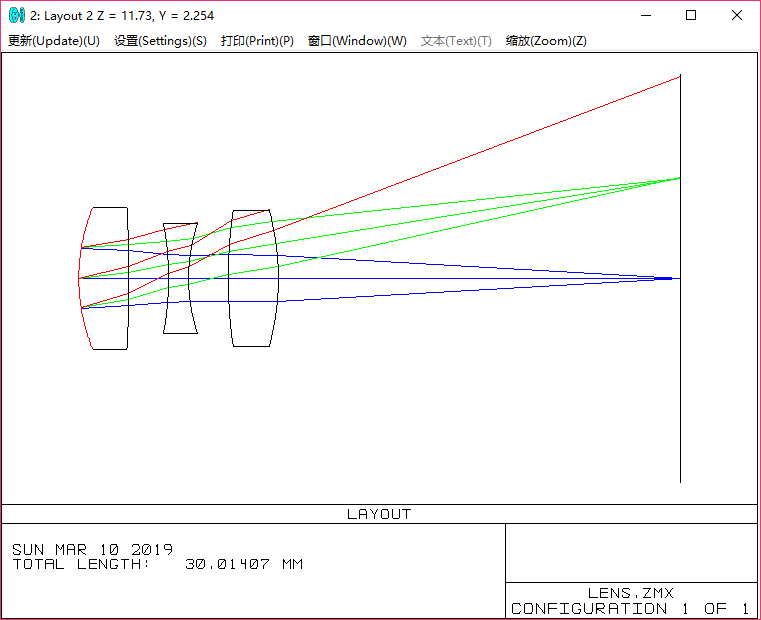 2: Layout 2 Z = 11.73, Y = 2.254
更新(Update)(U) 设置(Settings)(S) 打印(Print)(P) 窗口(Window)(W) 文本(Text)(T) 缩放(Zoom)(Z)
LAYOUT
SUN MAR 10 2019
TOTAL LENGTH: 30.01407 MM
LENS.ZMX
CONFIGURATION 1 OF 1